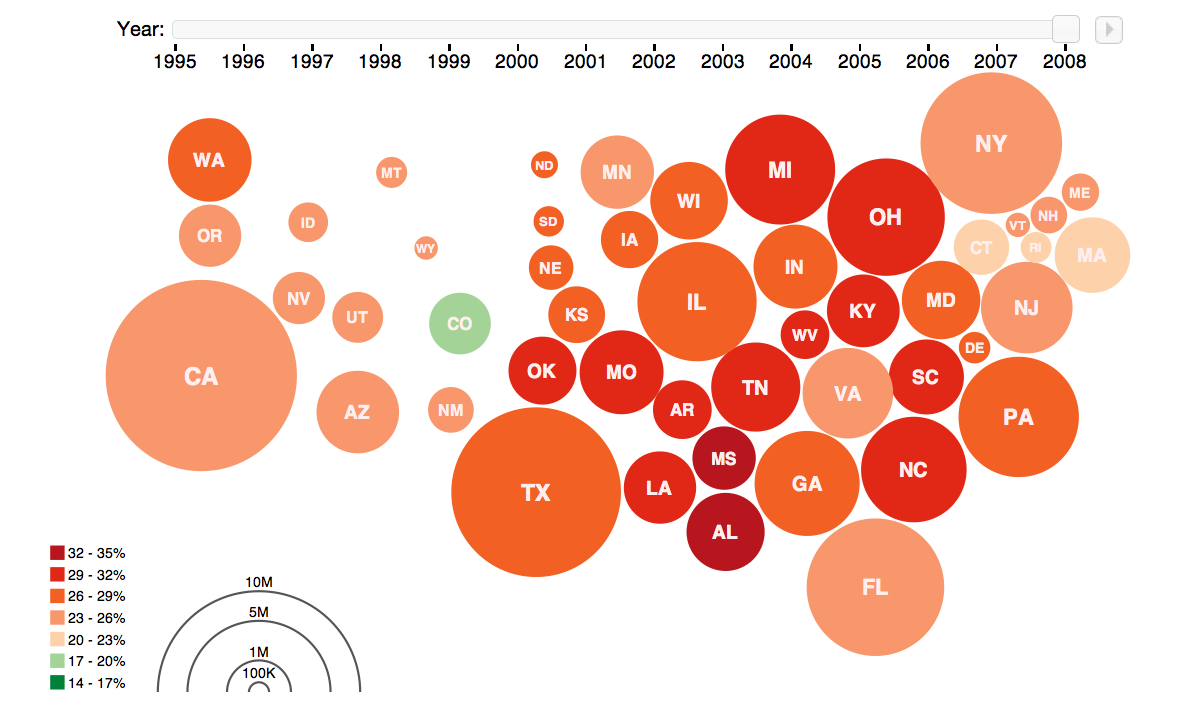 Year:
1995 1996 1997 1998 1999 2000 2001 2002 2003 2004 2005 2006 2007 2008
WA
MT
ND
MN
WI
MI
OH
NY
ME
NH
VT
RI
CT
MA
OR
ID
WY
SD
IA
NE
IL
IN
NV
UT
CO
KS
KY
MD
NJ
WV
DE
CA
AZ
NM
OK
MO
AR
TN
VA
SC
PA
TX
LA
MS
AL
GA
NC
FL
32 - 35%
29 - 32%
26 - 29%
23 - 26%
20 - 23%
17 - 20%
14 - 17%
10M
5M
1M
100K